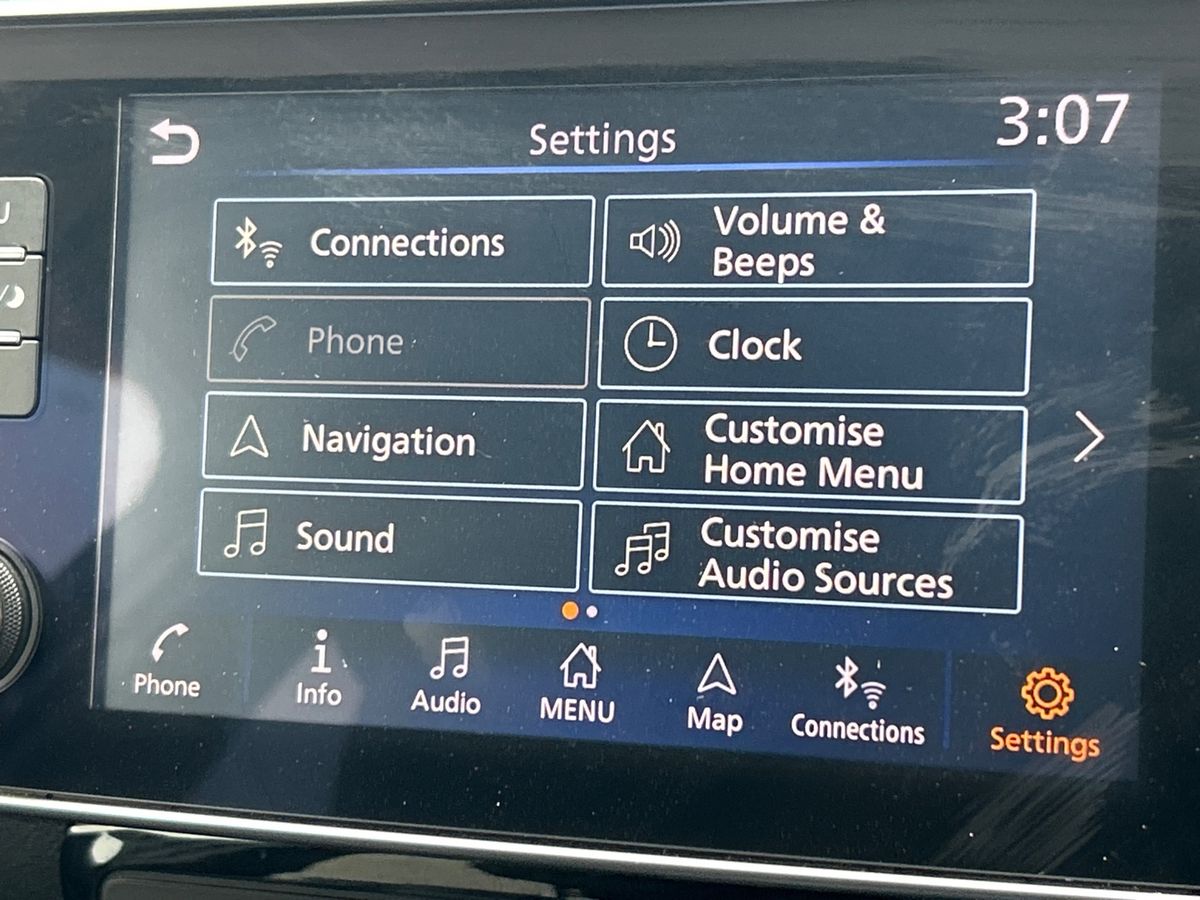 Settings
3:07
Connections
Volume &
Beeps
Phone
Clock
Navigation
Customise
Home Menu
Sound
Customise
Audio Sources
Phone
Info
Audio
MENU
Map
Connections
Settings